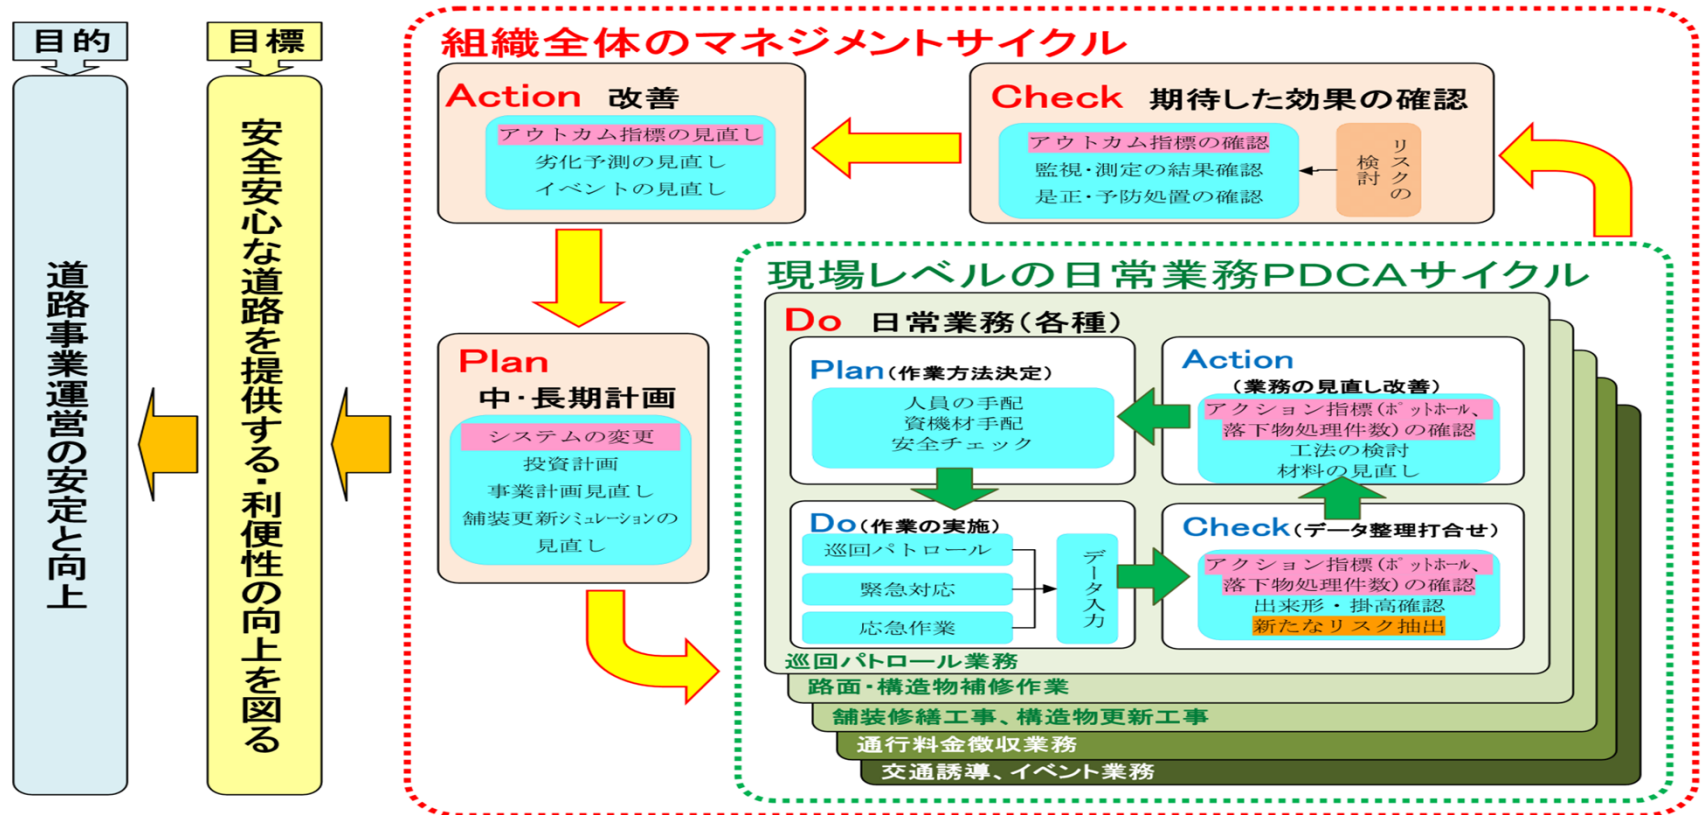 目的
道路事業運営の安定と向上
目標
安全安心な道路を提供する・利便性の向上を図る
組織全体のマネジメントサイクル
Action 改善
アウトカム指標の見直し
劣化予測の見直し
イベントの見直し
Check 期待した効果の確認
アウトカム指標の確認
監視・測定の結果確認
是正・予防処置の確認
リスクの
検討
Plan
中・長期計画
システムの変更
投資計画
事業計画見直し
舗装更新ｼﾐｭﾚｰｼｮﾝの
見直し
現場レベルの日常業務PDCAサイクル
Do 日常業務(各種)
Plan(作業方法決定)
人員の手配
資機材手配
安全チェック
Action
(業務の見直し改善)
アクション指標(ﾎﾟｯﾄﾎｰﾙ、
落下物処理件数)の確認
工法の検討
材料の見直し
Do(作業の実施)
巡回パトロール
緊急対応
応急作業
データ入力
Check(データ整理打合せ)
アクション指標(ﾎﾟｯﾄﾎｰﾙ、
落下物処理件数)の確認
出来形・掛高確認
新たなリスク抽出
巡回パトロール業務
路面・構造物補修作業
舗装修繕工事、構造物更新工事
通行料金徴収業務
交通誘導、イベント業務